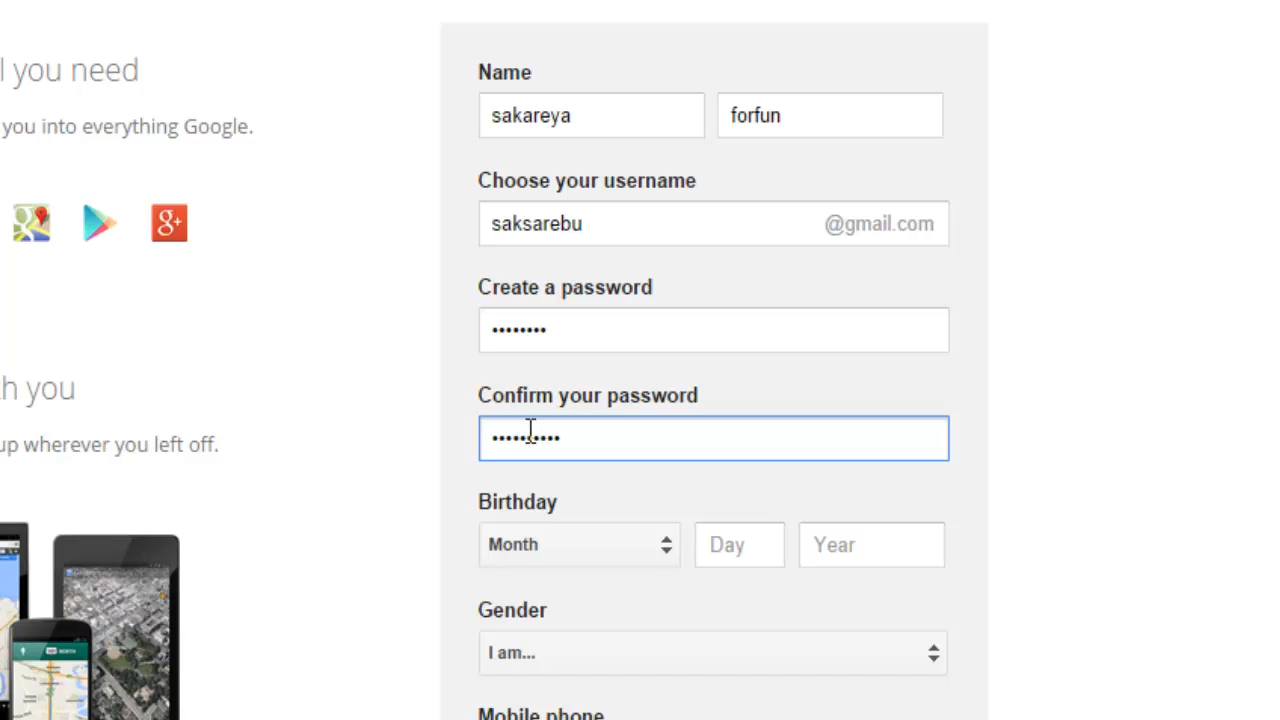 l you need
you into everything Google.
g+
h you
up wherever you left off.
Name
sakareya
forfun
Choose your username
saksarebu
@gmail.com
Create a password
••••••••
Confirm your password
••••••••••
Birthday
Month
Day
Year
Gender
I am...
Mobile phone